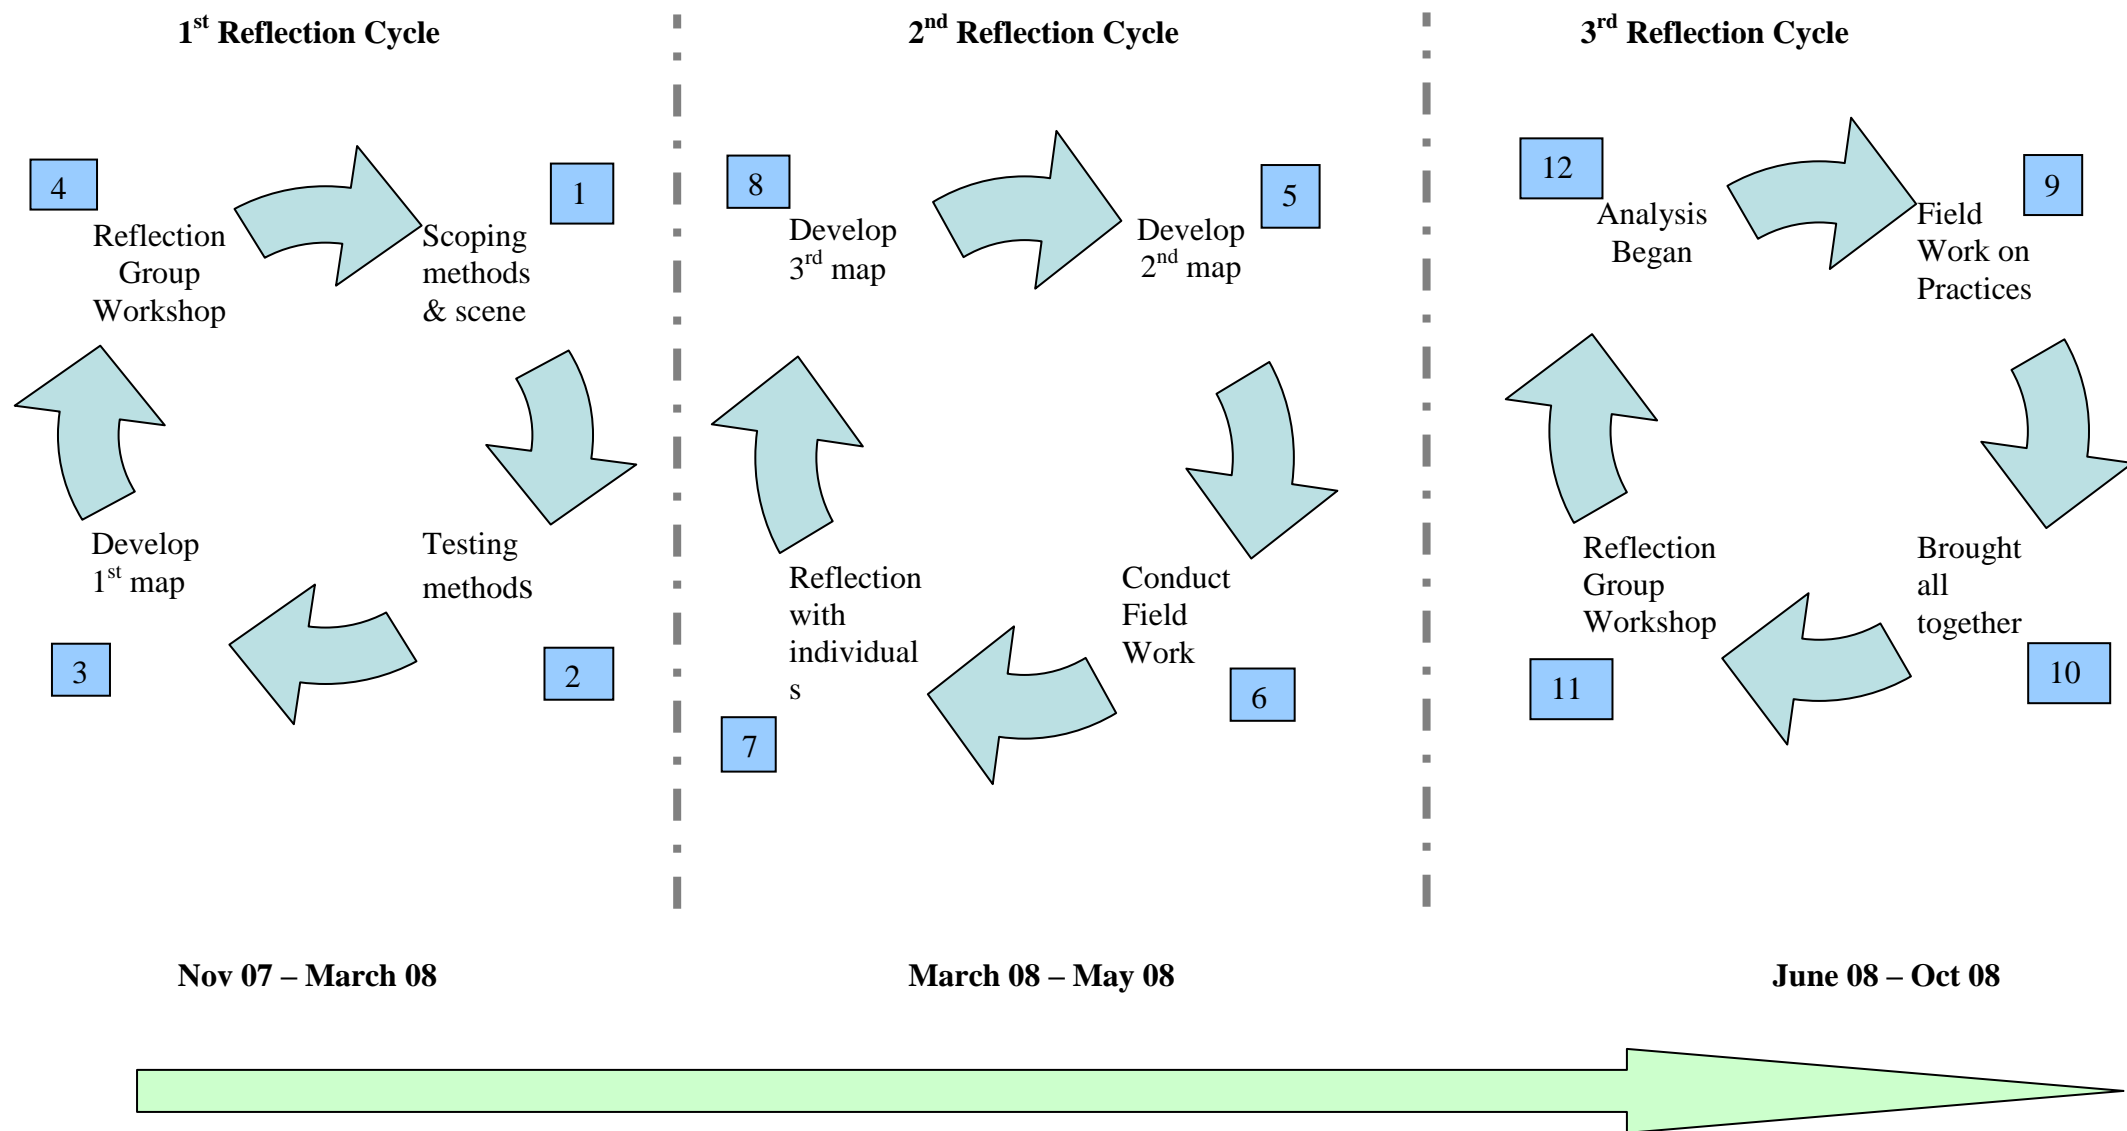 1st Reflection Cycle
4
Reflection
Group
Workshop
1
Scoping
methods
& scene
Develop
1st map
3
Testing
methods
2
Nov 07 – March 08
2nd Reflection Cycle
8
Develop
3rd map
5
Develop
2nd map
Reflection
with
individual
s
7
Conduct
Field
Work
6
March 08 – May 08
3rd Reflection Cycle
12
Analysis
Began
9
Field
Work on
Practices
Reflection
Group
Workshop
11
Brought
all
together
10
June 08 – Oct 08